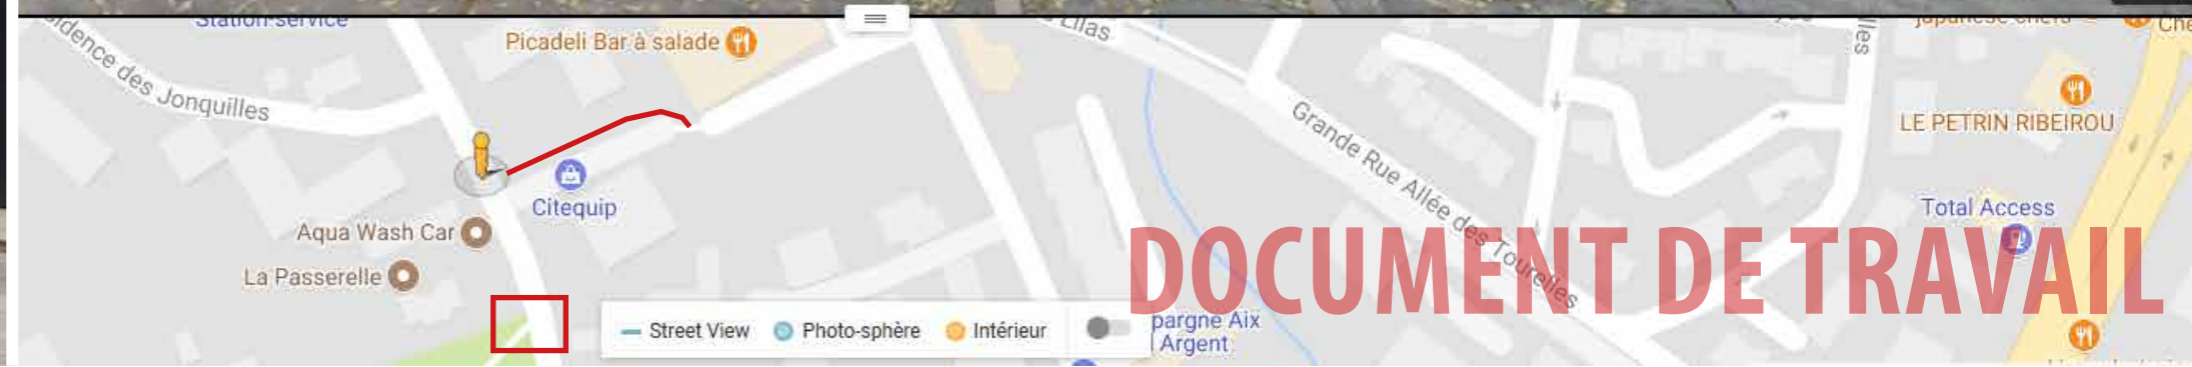 Station-service
Picadeli Bar à salade
Lilas
lles
japanese chefs
Che
idence des Jonquilles
Grande Rue Allée des Tourelles
LE PETRIN RIBEIROU
Citequip
Total Access
Aqua Wash Car
La Passerelle
DOCUMENT DE TRAVAIL
Street View
Photo-sphère
Intérieur
pargne Aix
l Argent